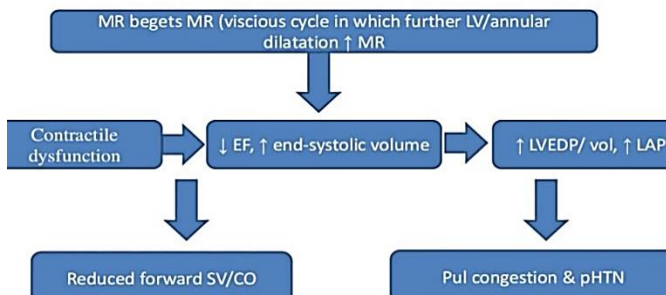 MR begets MR (viscious cycle in which further LV/annular
dilatation ↑ MR
Contractile
dysfunction
↓ EF, ↑ end-systolic volume
↑ LVEDP/ vol, ↑ LAP
Reduced forward SV/CO
Pul congestion & pHTN